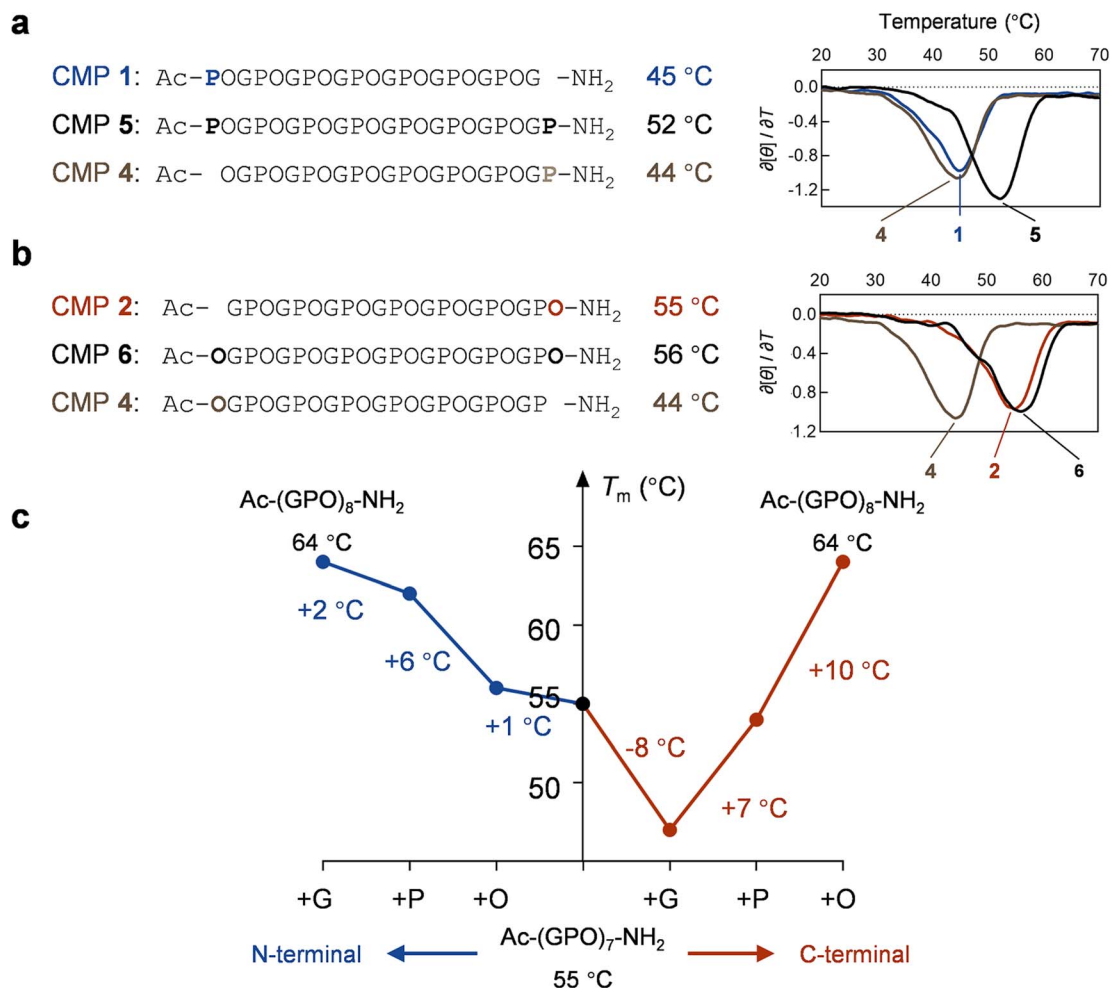 a
CMP 1: Ac-POGPOGPOGPOGPOGPOGPOG -NH₂ 45 °C
CMP 5: Ac-POGPOGPOGPOGPOGPOGPOGP-NH₂ 52 °C
CMP 4: Ac- OGPOGPOGPOGPOGPOGPOGP-NH₂ 44 °C
Temperature (°C)
20 30 40 50 60 70
0.0
-0.4
-0.8
-1.2
∂[θ] / ∂T
4 1 5
b
CMP 2: Ac- GPOGPOGPOGPOGPOGPOGPO-NH₂ 55 °C
CMP 6: Ac-OGPOGPOGPOGPOGPOGPOGPO-NH₂ 56 °C
CMP 4: Ac-OGPOGPOGPOGPOGPOGPOGP -NH₂ 44 °C
20 30 40 50 60 70
0.0
-0.4
-0.8
-1.2
∂[θ] / ∂T
4 2 6
c
Tm (°C)
Ac-(GPO)₈-NH₂
64 °C
Ac-(GPO)₈-NH₂
64 °C
65
60
55
50
+2 °C
+6 °C
+1 °C
-8 °C
+7 °C
+10 °C
+G +P +O +G +P +O
N-terminal
Ac-(GPO)₇-NH₂
55 °C
C-terminal